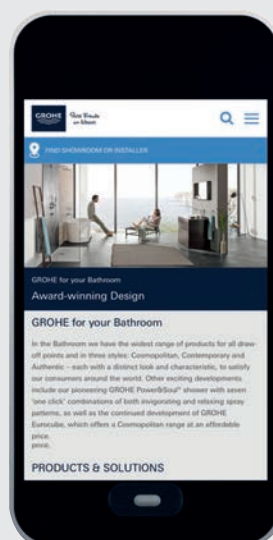 GROHE
Pure Freude
an Wasser
FIND SHOWROOM OR INSTALLER
GROHE for your Bathroom
Award-winning Design
GROHE for your Bathroom
In the Bathroom we have the widest range of products for all draw-
off points and in three styles: Cosmopolitan, Contemporary and
Authentic – each with a distinct look and characteristic, to satisfy
our consumers around the world. Other exciting developments
include our pioneering GROHE Power&Soul® shower with seven
'one click' combinations of both invigorating and relaxing spray
patterns, as well as the continued development of GROHE
Eurocube, which offers a Cosmopolitan range at an affordable
price.
price.
PRODUCTS & SOLUTIONS